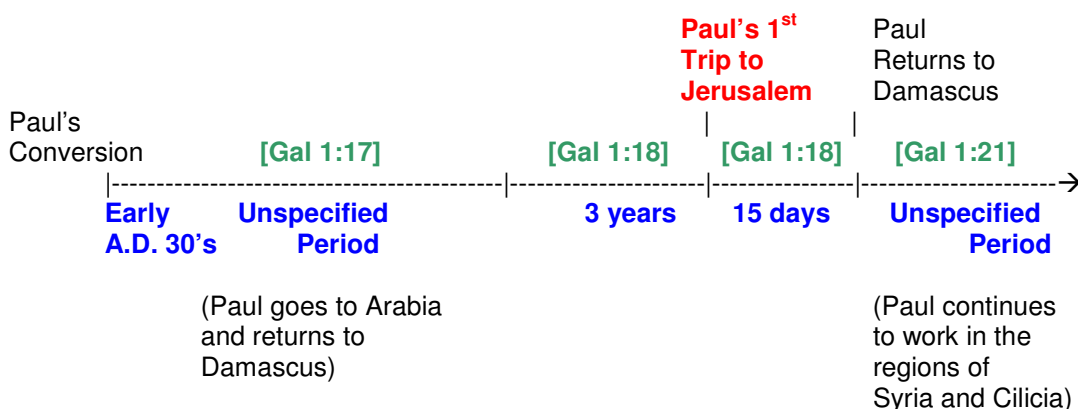 Paul's 1st Paul
Trip to Returns to
Jerusalem Damascus
Paul's | |
Conversion [Gal 1:17] [Gal 1:18] [Gal 1:18] [Gal 1:21]
|-----------------------------------------|---------------------|---------------|--------------------→
Early Unspecified 3 years 15 days Unspecified
A.D. 30's Period Period
(Paul goes to Arabia (Paul continues
and returns to to work in the
Damascus) regions of
Syria and Cilicia)